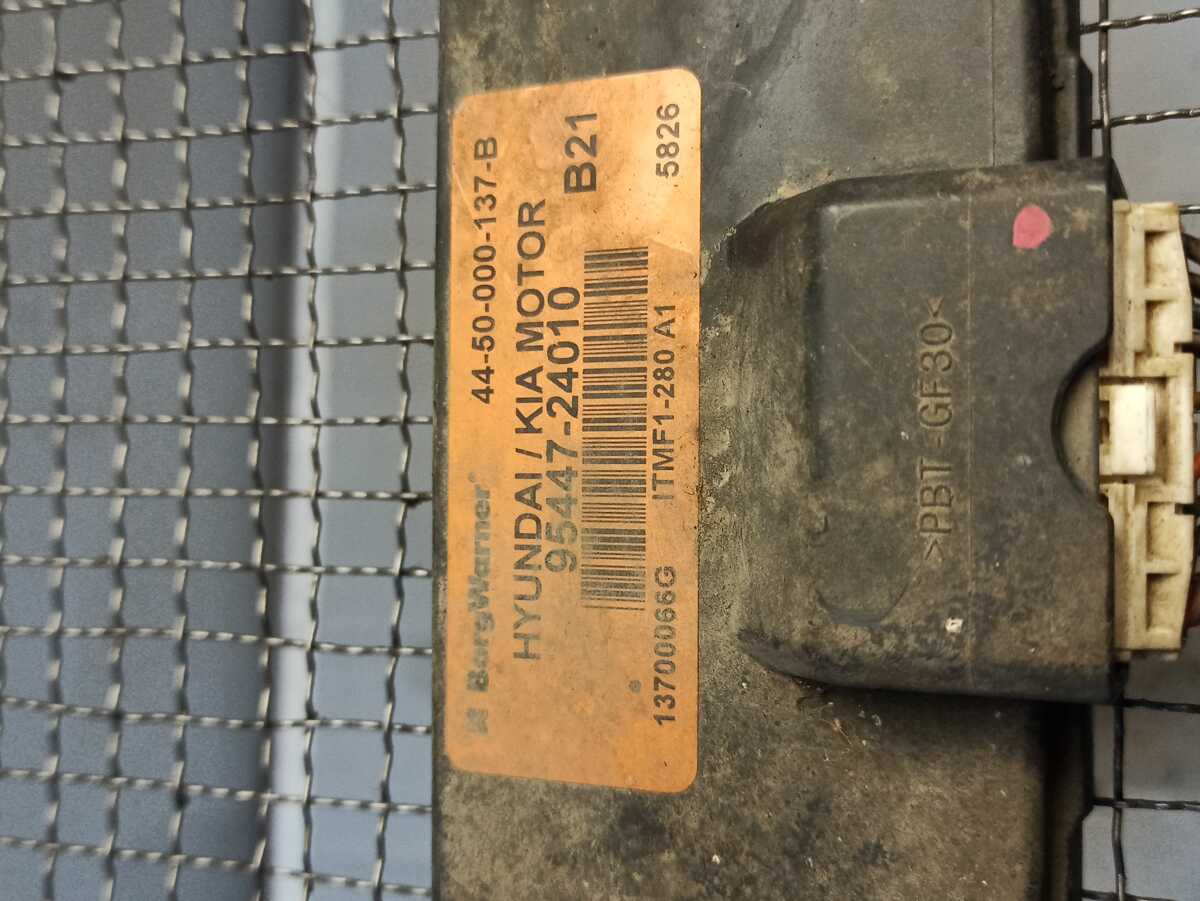 BorgWarner 44-50-000-137-B
HYUNDAI / KIA MOTOR
95447-24010 B21
13700066G ITMF1-280 A1 5826
>PBT-GF30<